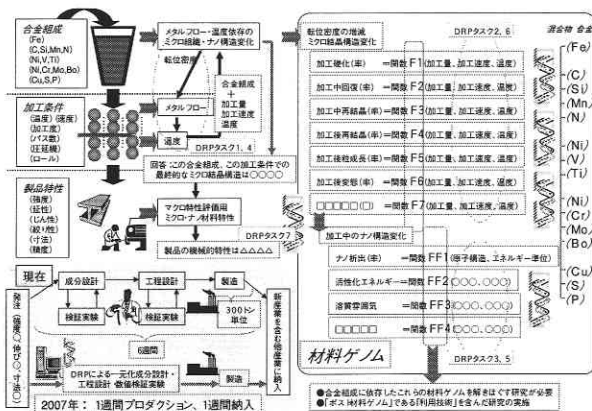 合金組成
(Fe)
(C,Si,Mn,N)
(Ni,V,Ti)
(Ni,Cr,Mo,Bo)
(Cu,S,P)
メタルフロー・温度依存の
ミクロ組織・ナノ構造変化
転位密度
合金組成
＋
加工量
加工速度
温度
加工条件
(温度)(速度)
(加工度)
(パス数)
(圧延機)
(ロール)
メタルフロー
温度
DRPタスク1, 4
回答 この合金組成、この加工条件での
最終的なミクロ結晶構造は○○○○
製品特性
(強度)
(延性)
(じん性)
(絞り性)
(寸法)
(精度)
マクロ特性評価用
ミクロ・ナノ材料特性
DRPタスク7
製品の機械的特性は△△△△
現在
発注(強度○、伸び○、寸法○)
成分設計
工程設計
製造
検証実験
検証実験
300トン
単位
6週間
新産業を含む他産業に納入
DRPによる一元化成分設計・
工程設計・数値検証実験
製造
2007年： 1週間プロダクション、1週間納入
転位密度の増減
ミクロ結晶構造変化
DRPタスク2, 6
加工硬化(率) ＝関数 F1 (加工量、加工速度、温度)
加工中回復(率) ＝関数 F2 (加工量、加工速度、温度)
加工中再結晶(率) ＝関数 F3 (加工量、加工速度、温度)
加工後再結晶(率) ＝関数 F4 (加工量、加工速度、温度)
加工後粒成長(率) ＝関数 F5 (加工量、加工速度、温度)
加工後変態(率) ＝関数 F6 (加工量、加工速度、温度)
□□□□□(□) ＝関数 F7 (加工量、加工速度、温度)
加工中のナノ構造変化
ナノ析出(率) ＝関数 FF1 (原子構造、エネルギー準位)
活性化エネルギー＝関数 FF2 (○○○、○○○)
溶質雰囲気 ＝関数 FF3 (○○○、○○○)
□□□□□ ＝関数 FF4 (○○○、○○○)
材料ゲノム
DRPタスク3, 5
混合物 合金
(Fe)
(C)
(Si)
(Mn)
(N)
(Ni)
(V)
(Ti)
(Ni)
(Cr)
(Mo)
(Bo)
(Cu)
(S)
(P)
●合金組成に依存したこれらの材料ゲノムを解きほぐす研究が必要
●「ポスト材料ゲノム」である「利用技術」を含んだ研究の実施